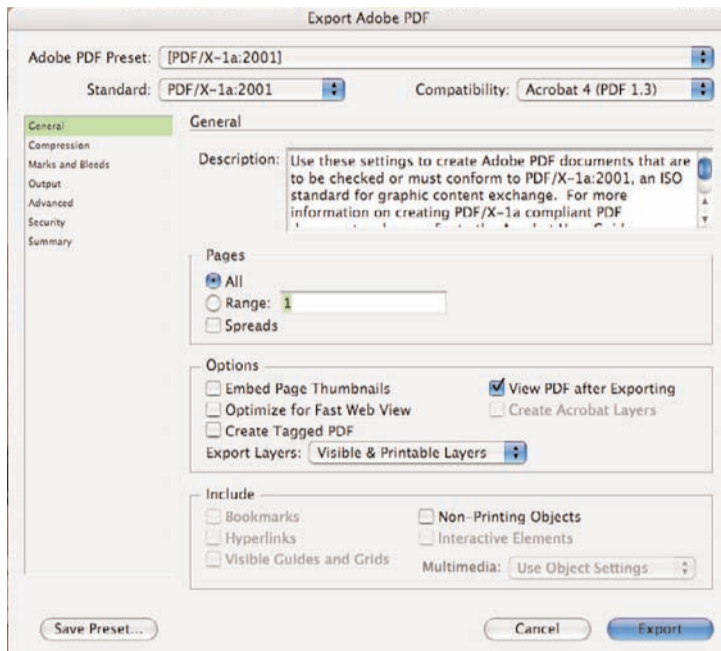 Export Adobe PDF
Adobe PDF Preset: [PDF/X-1a:2001]
Standard: PDF/X-1a:2001 Compatibility: Acrobat 4 (PDF 1.3)
General
Compression
Marks and Bleeds
Output
Advanced
Security
Summary
General
Description: Use these settings to create Adobe PDF documents that are
to be checked or must conform to PDF/X-1a:2001, an ISO
standard for graphic content exchange. For more
information on creating PDF/X-1a compliant PDF
Pages
All
Range: 1
Spreads
Options
Embed Page Thumbnails View PDF after Exporting
Optimize for Fast Web View Create Acrobat Layers
Create Tagged PDF
Export Layers: Visible & Printable Layers
Include
Bookmarks Non-Printing Objects
Hyperlinks Interactive Elements
Visible Guides and Grids Multimedia: Use Object Settings
Save Preset... Cancel Export